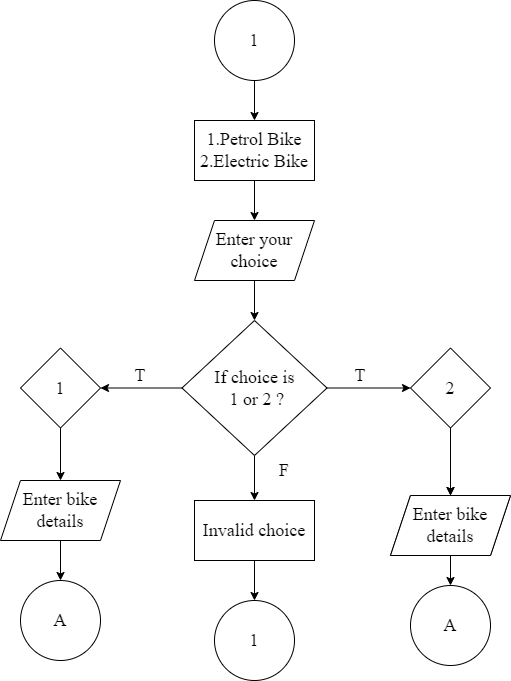 1
1.Petrol Bike
2.Electric Bike
Enter your
choice
If choice is
1 or 2 ?
T
T
1
2
F
Enter bike
details
Invalid choice
Enter bike
details
A
1
A